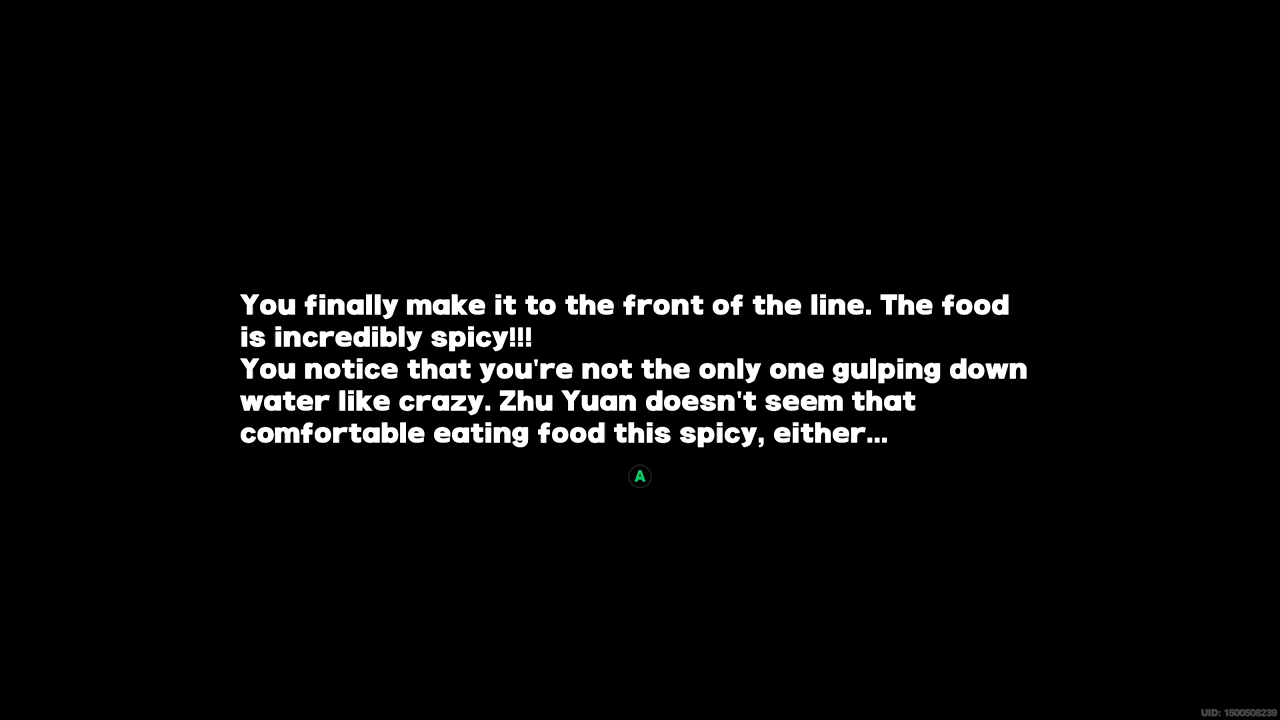 You finally make it to the front of the line. The food
is incredibly spicy!!!
You notice that you're not the only one gulping down
water like crazy. Zhu Yuan doesn't seem that
comfortable eating food this spicy, either...
A
UID: 1500508239